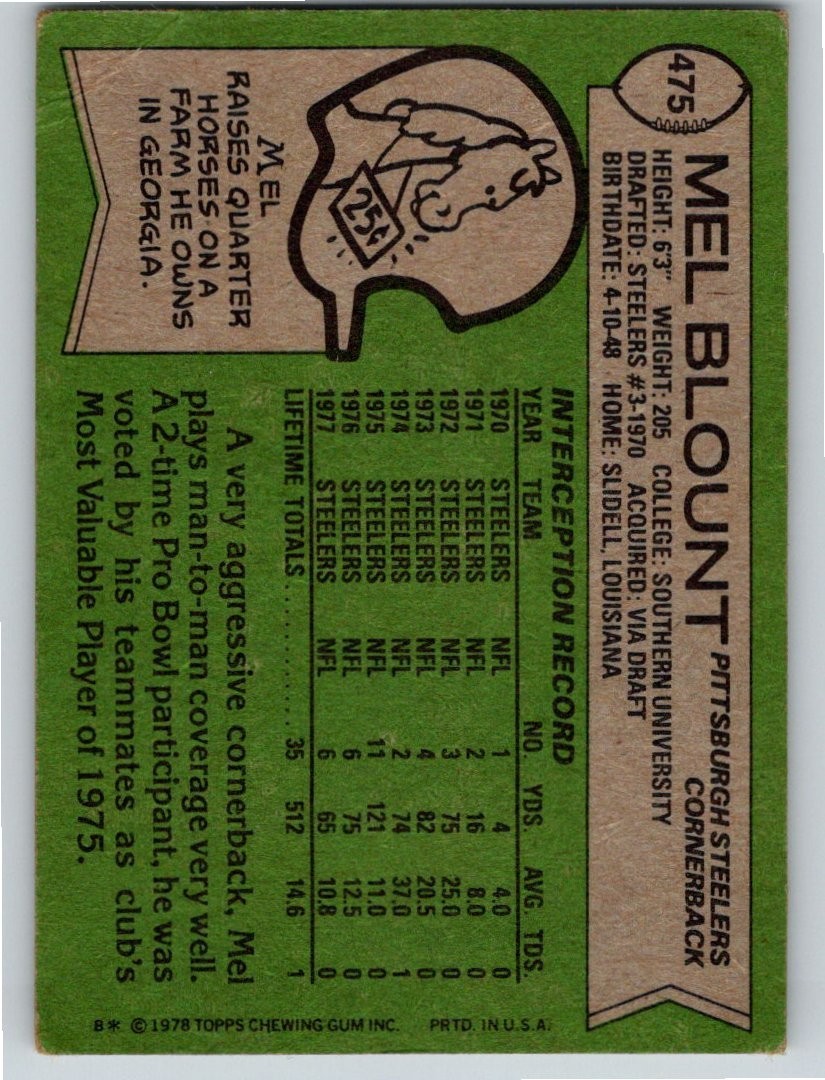 475
MEL BLOUNT
PITTSBURGH STEELERS
CORNERBACK
HEIGHT: 6'3" WEIGHT: 205 COLLEGE: SOUTHERN UNIVERSITY
DRAFTED: STEELERS #3-1970 ACQUIRED: VIA DRAFT
BIRTHDATE: 4-10-48 HOME: SLIDELL, LOUISIANA
25¢
MEL
RAISES QUARTER
HORSES ON A
FARM HE OWNS
IN GEORGIA.
INTERCEPTION RECORD
YEAR TEAM NO. YDS. AVG. TDS.
1970 STEELERS NFL 1 4 4.0 0
1971 STEELERS NFL 2 16 8.0 0
1972 STEELERS NFL 3 75 25.0 0
1973 STEELERS NFL 4 82 20.5 0
1974 STEELERS NFL 2 74 37.0 1
1975 STEELERS NFL 11 121 11.0 0
1976 STEELERS NFL 6 75 12.5 0
1977 STEELERS NFL 6 65 10.8 0
LIFETIME TOTALS.................. 35 512 14.6 1
A very aggressive cornerback, Mel
plays man-to-man coverage very well.
A 2-time Pro Bowl participant, he was
voted by his teammates as club's
Most Valuable Player of 1975.
B* © 1978 TOPPS CHEWING GUM INC. PRTD. IN U.S.A.